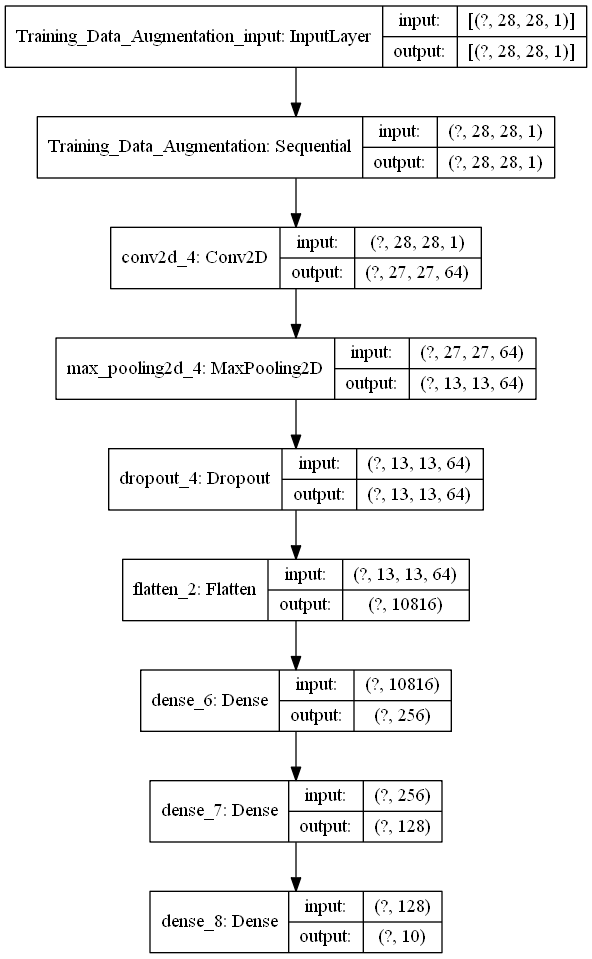 Training_Data_Augmentation_input: InputLayer
input: [(?, 28, 28, 1)]
output: [(?, 28, 28, 1)]
Training_Data_Augmentation: Sequential
input: (?, 28, 28, 1)
output: (?, 28, 28, 1)
conv2d_4: Conv2D
input: (?, 28, 28, 1)
output: (?, 27, 27, 64)
max_pooling2d_4: MaxPooling2D
input: (?, 27, 27, 64)
output: (?, 13, 13, 64)
dropout_4: Dropout
input: (?, 13, 13, 64)
output: (?, 13, 13, 64)
flatten_2: Flatten
input: (?, 13, 13, 64)
output: (?, 10816)
dense_6: Dense
input: (?, 10816)
output: (?, 256)
dense_7: Dense
input: (?, 256)
output: (?, 128)
dense_8: Dense
input: (?, 128)
output: (?, 10)